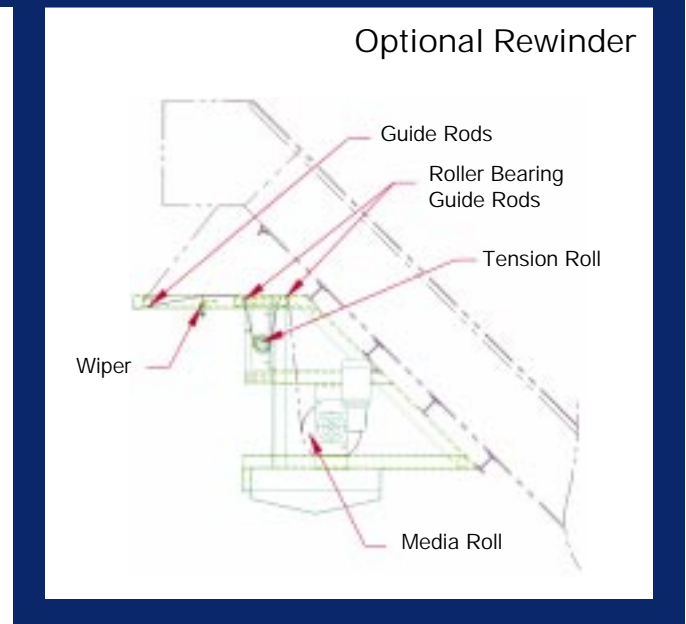 Optional Rewinder
Guide Rods
Roller Bearing
Guide Rods
Tension Roll
Wiper
Media Roll